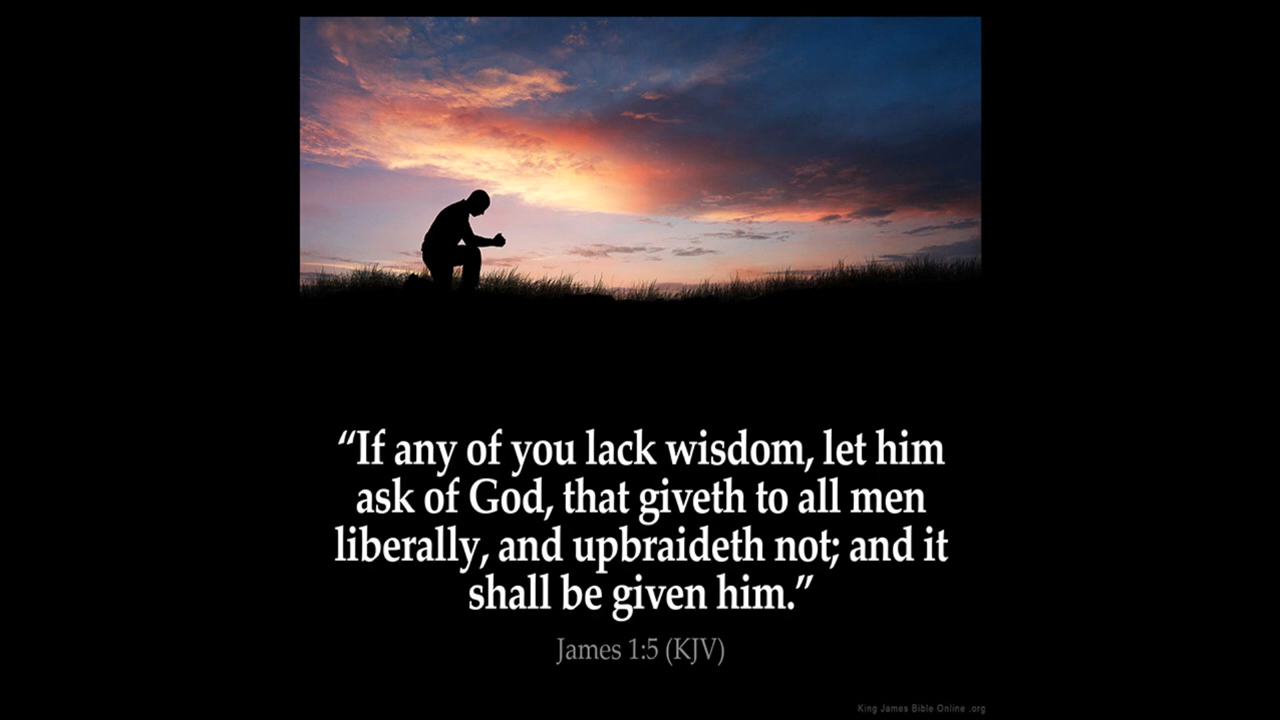 “If any of you lack wisdom, let him
ask of God, that giveth to all men
liberally, and upbraideth not; and it
shall be given him.”
James 1:5 (KJV)
King James Bible Online .org